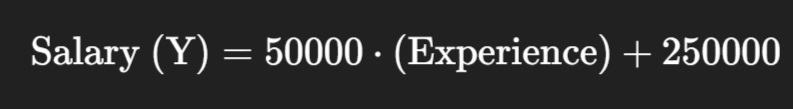 Salary (Y) = 50000 · (Experience) + 250000